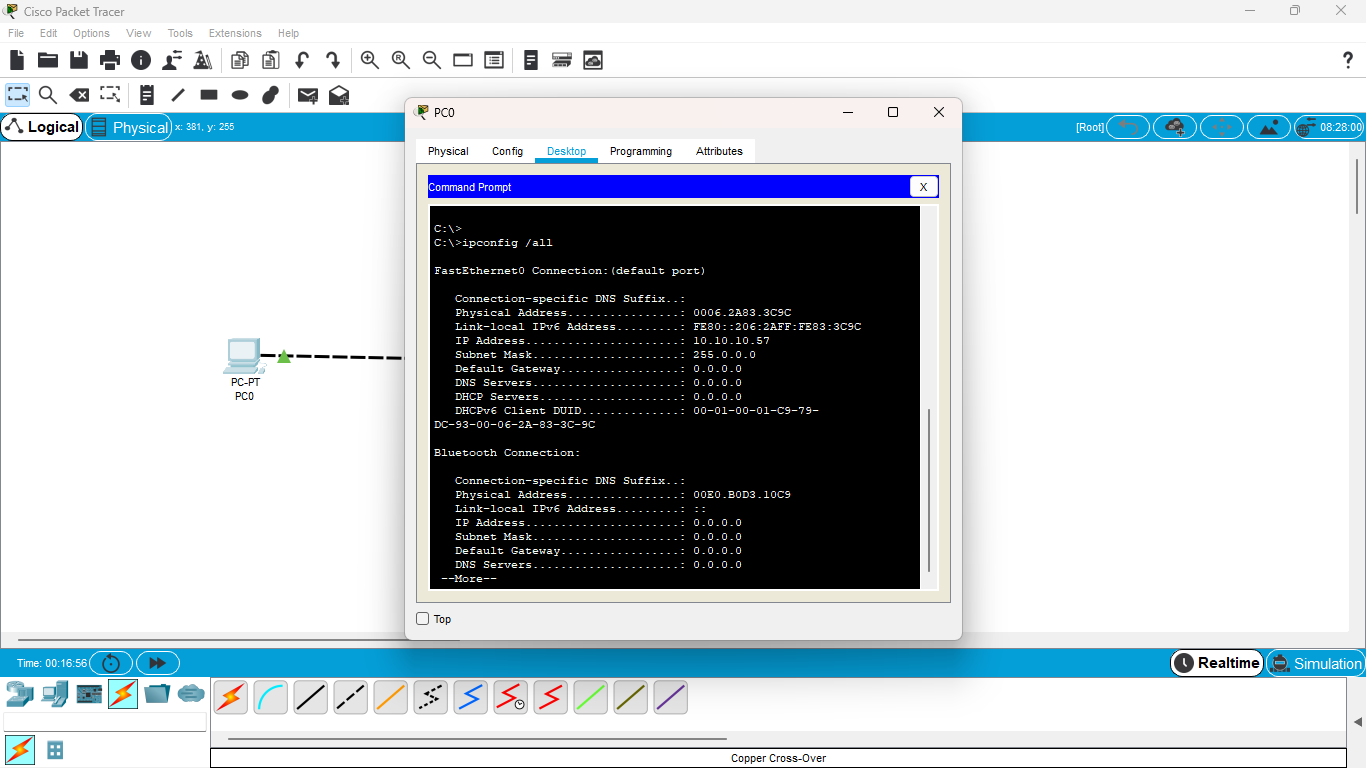 Cisco Packet Tracer
File Edit Options View Tools Extensions Help
Logical Physical x: 381, y: 255
[Root] 08:28:00
PC-PT
PC0
PC0
Physical Config Desktop Programming Attributes
Command Prompt X
C:\>
C:\>ipconfig /all
FastEthernet0 Connection:(default port)
Connection-specific DNS Suffix..:
Physical Address................: 0006.2A83.3C9C
Link-local IPv6 Address.........: FE80::206:2AFF:FE83:3C9C
IP Address......................: 10.10.10.57
Subnet Mask.....................: 255.0.0.0
Default Gateway.................: 0.0.0.0
DNS Servers.....................: 0.0.0.0
DHCP Servers....................: 0.0.0.0
DHCPv6 Client DUID..............: 00-01-00-01-C9-79-
DC-93-00-06-2A-83-3C-9C
Bluetooth Connection:
Connection-specific DNS Suffix..:
Physical Address................: 00E0.B0D3.10C9
Link-local IPv6 Address.........: ::
IP Address......................: 0.0.0.0
Subnet Mask.....................: 0.0.0.0
Default Gateway.................: 0.0.0.0
DNS Servers.....................: 0.0.0.0
--More--
Top
Time: 00:16:56
Realtime Simulation
Copper Cross-Over